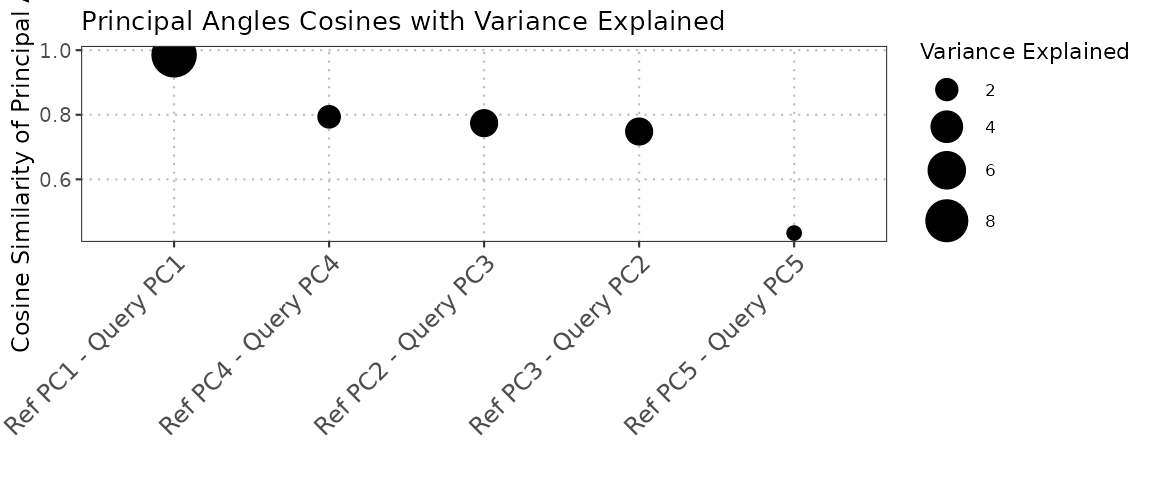 Principal Angles Cosines with Variance Explained
Cosine Similarity of Principal
1.0
0.8
0.6
Ref PC1 - Query PC1
Ref PC4 - Query PC4
Ref PC2 - Query PC3
Ref PC3 - Query PC2
Ref PC5 - Query PC5
Variance Explained
2
4
6
8